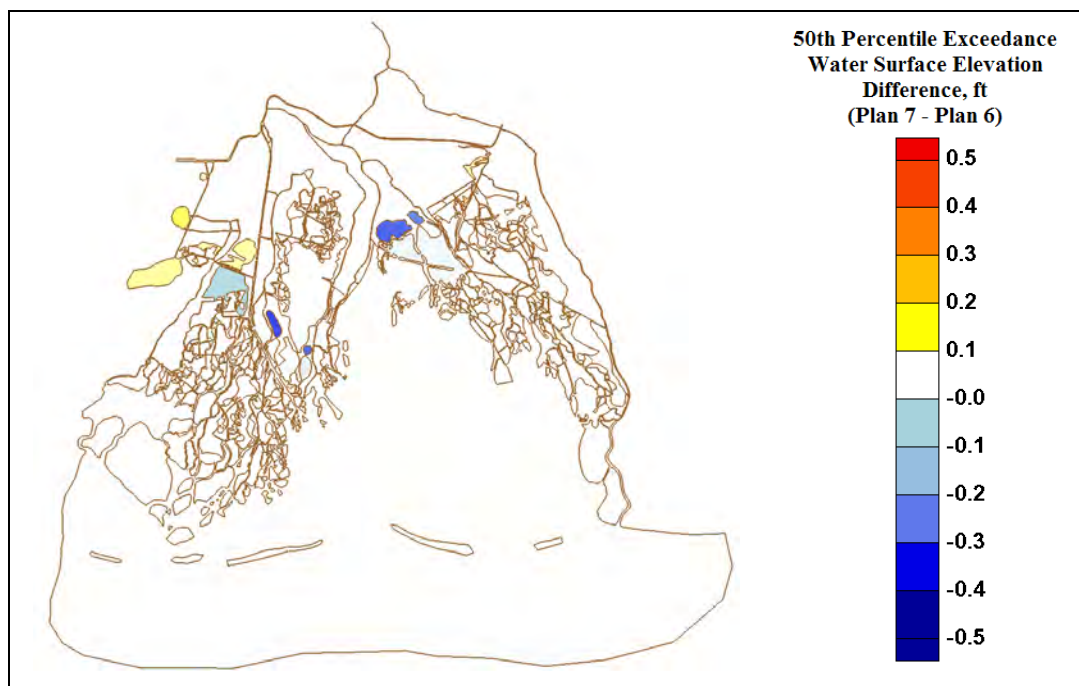 50th Percentile Exceedance
Water Surface Elevation
Difference, ft
(Plan 7 - Plan 6)
0.5
0.4
0.3
0.2
0.1
-0.0
-0.1
-0.2
-0.3
-0.4
-0.5